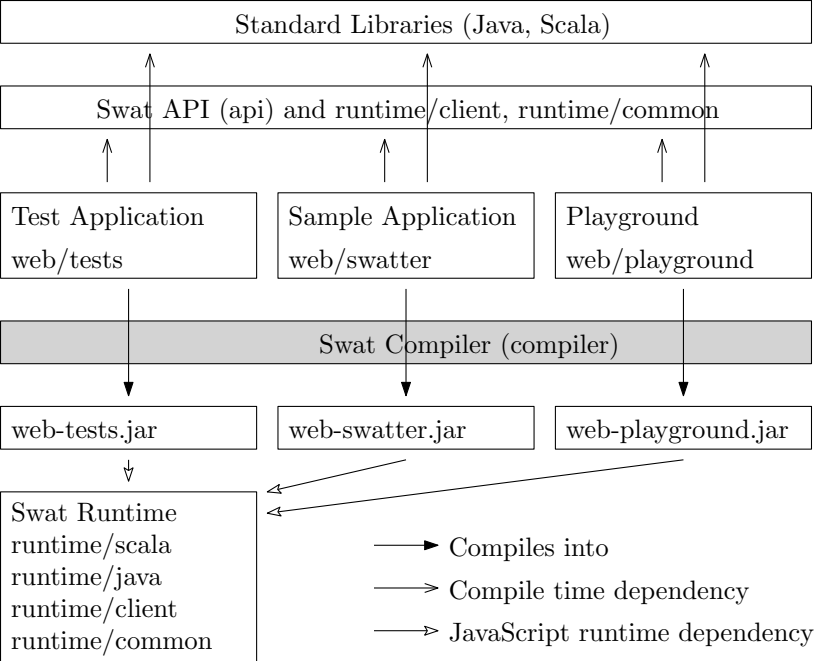 Standard Libraries (Java, Scala)
Swat API (api) and runtime/client, runtime/common
Test Application
web/tests
Sample Application
web/swatter
Playground
web/playground
Swat Compiler (compiler)
web-tests.jar
web-swatter.jar
web-playground.jar
Swat Runtime
runtime/scala
runtime/java
runtime/client
runtime/common
Compiles into
Compile time dependency
JavaScript runtime dependency